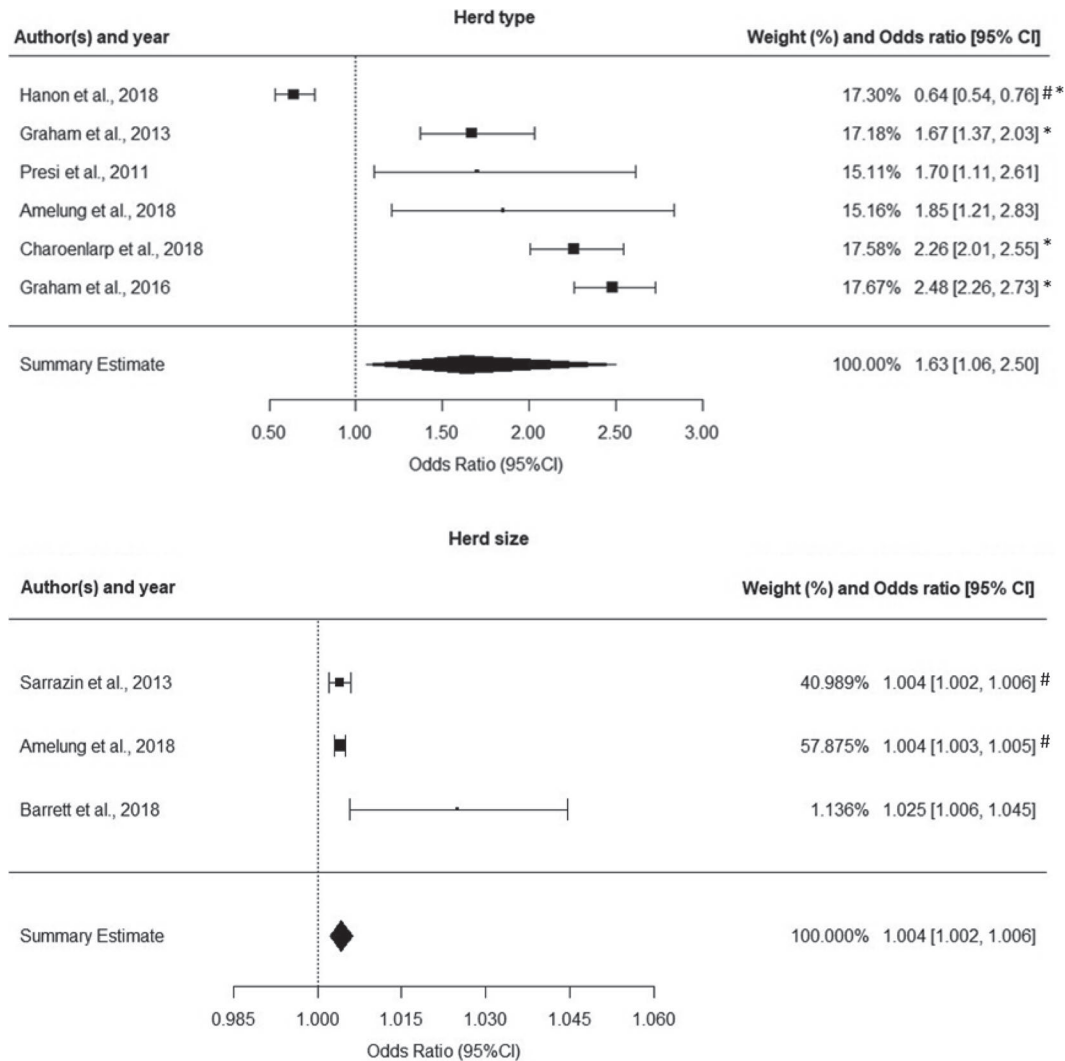 Herd type
Author(s) and year Weight (%) and Odds ratio [95% CI]
Hanon et al., 2018 17.30% 0.64 [0.54, 0.76] # *
Graham et al., 2013 17.18% 1.67 [1.37, 2.03] *
Presi et al., 2011 15.11% 1.70 [1.11, 2.61]
Amelung et al., 2018 15.16% 1.85 [1.21, 2.83]
Charoenlarp et al., 2018 17.58% 2.26 [2.01, 2.55] *
Graham et al., 2016 17.67% 2.48 [2.26, 2.73] *
Summary Estimate 100.00% 1.63 [1.06, 2.50]
0.50 1.00 1.50 2.00 2.50 3.00
Odds Ratio (95%CI)
Herd size
Author(s) and year Weight (%) and Odds ratio [95% CI]
Sarrazin et al., 2013 40.989% 1.004 [1.002, 1.006] #
Amelung et al., 2018 57.875% 1.004 [1.003, 1.005] #
Barrett et al., 2018 1.136% 1.025 [1.006, 1.045]
Summary Estimate 100.000% 1.004 [1.002, 1.006]
0.985 1.000 1.015 1.030 1.045 1.060
Odds Ratio (95%CI)